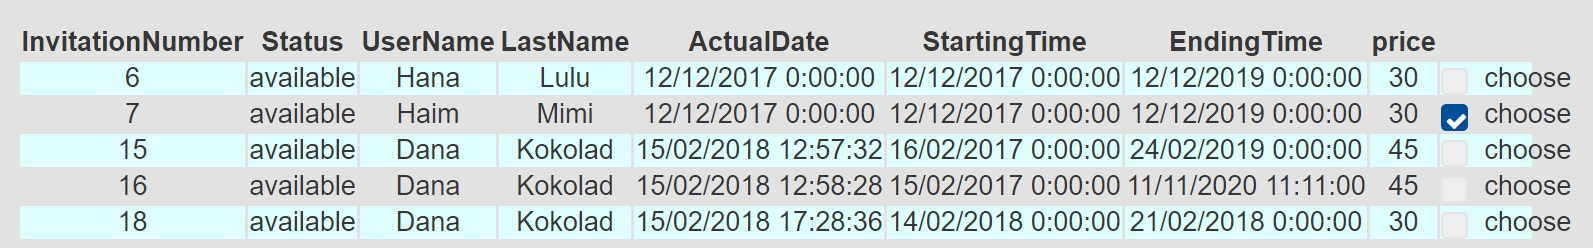 InvitationNumber Status UserName LastName ActualDate StartingTime EndingTime price
6 available Hana Lulu 12/12/2017 0:00:00 12/12/2017 0:00:00 12/12/2019 0:00:00 30 choose
7 available Haim Mimi 12/12/2017 0:00:00 12/12/2017 0:00:00 12/12/2019 0:00:00 30 choose
15 available Dana Kokolad 15/02/2018 12:57:32 16/02/2017 0:00:00 24/02/2019 0:00:00 45 choose
16 available Dana Kokolad 15/02/2018 12:58:28 15/02/2017 0:00:00 11/11/2020 11:11:00 45 choose
18 available Dana Kokolad 15/02/2018 17:28:36 14/02/2018 0:00:00 21/02/2018 0:00:00 30 choose